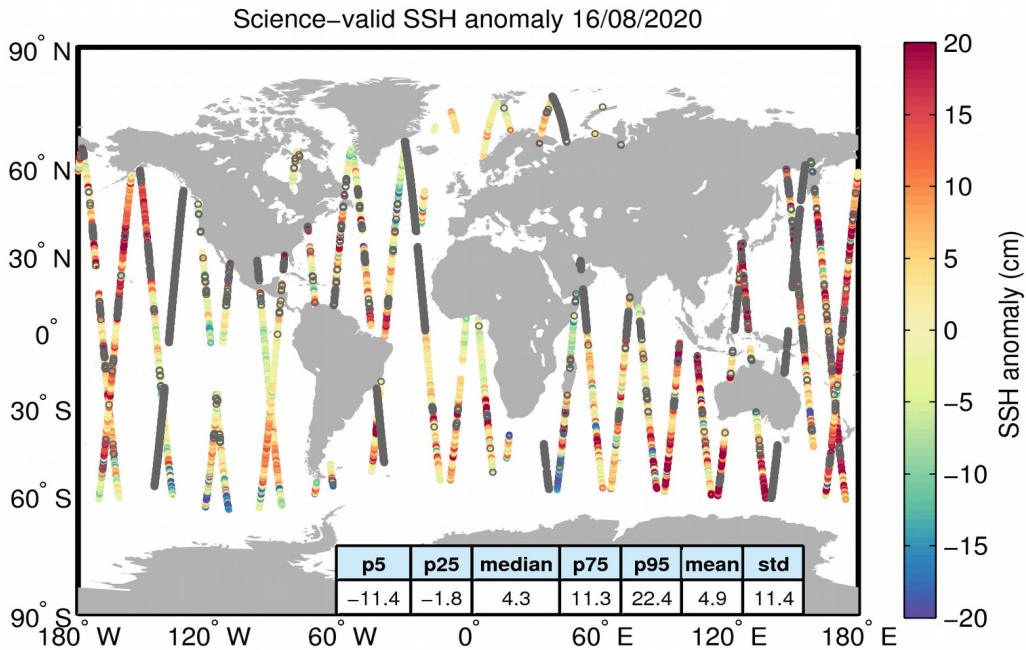 Science−valid SSH anomaly 16/08/2020
90° N
60° N
30° N
0°
30° S
60° S
90° S
180° W
120° W
60° W
0°
60° E
120° E
180° E
p5 p25 median p75 p95 mean std
−11.4 −1.8 4.3 11.3 22.4 4.9 11.4
20
15
10
5
0
−5
−10
−15
−20
SSH anomaly (cm)